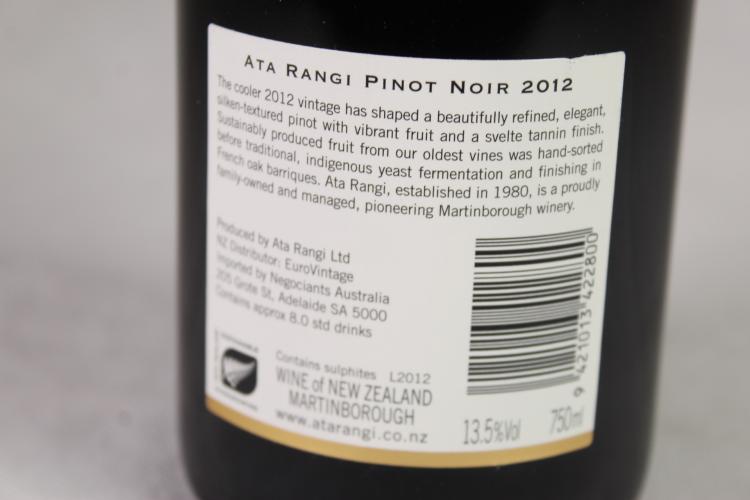 ATA RANGI PINOT NOIR 2012
The cooler 2012 vintage has shaped a beautifully refined, elegant,
silken-textured pinot with vibrant fruit and a svelte tannin finish.
Sustainably produced fruit from our oldest vines was hand-sorted
before traditional, indigenous yeast fermentation and finishing in
French oak barriques. Ata Rangi, established in 1980, is a proudly
family-owned and managed, pioneering Martinborough winery.
Produced by Ata Rangi Ltd
NZ Distributor: EuroVintage
Imported by Negociants Australia
205 Grote St, Adelaide SA 5000
Contains approx 8.0 std drinks
Contains sulphites L2012
WINE of NEW ZEALAND
MARTINBOROUGH
www.atarangi.co.nz
13.5%Vol 750ml
9 421013 422800